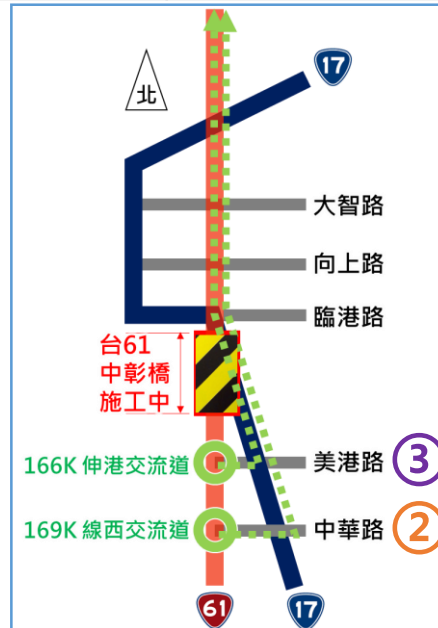 17
北
大智路
向上路
臨港路
台61
中彰橋
施工中
166K 伸港交流道
美港路 ③
169K 線西交流道
中華路 ②
61
17